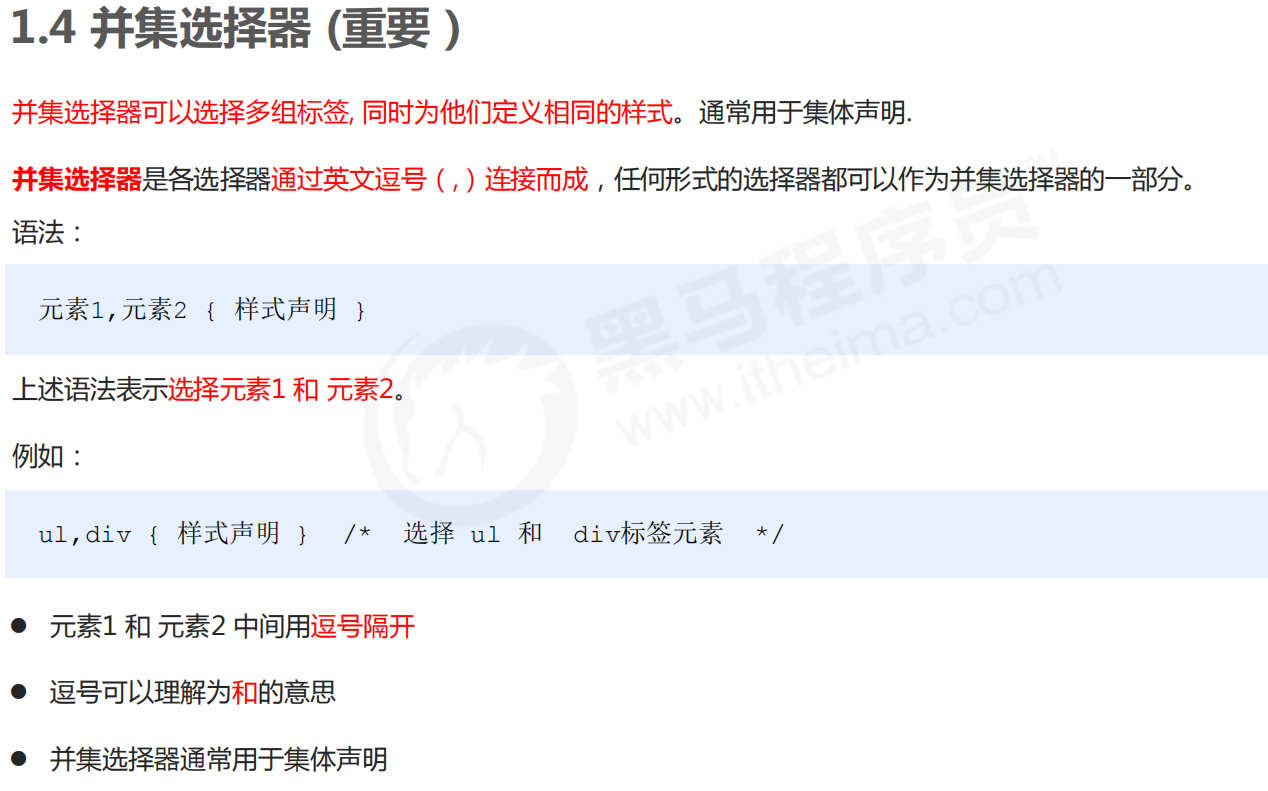 1.4 并集选择器 (重要 )
并集选择器可以选择多组标签, 同时为他们定义相同的样式。通常用于集体声明.
并集选择器是各选择器通过英文逗号（,）连接而成，任何形式的选择器都可以作为并集选择器的一部分。
语法：
元素1,元素2 { 样式声明 }
上述语法表示选择元素1 和 元素2。
例如：
ul,div { 样式声明 } /* 选择 ul 和 div标签元素 */
● 元素1 和 元素2 中间用逗号隔开
● 逗号可以理解为和的意思
● 并集选择器通常用于集体声明
黑马程序员™
www.itheima.com